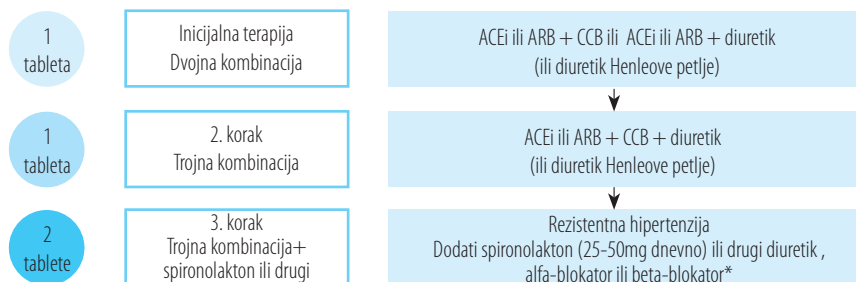 1
tableta
Inicijalna terapija
Dvojna kombinacija
ACEi ili ARB + CCB ili ACEi ili ARB + diuretik
(ili diuretik Henleove petlje)
1
tableta
2. korak
Trojna kombinacija
ACEi ili ARB + CCB + diuretik
(ili diuretik Henleove petlje)
2
tablete
3. korak
Trojna kombinacija+
spironolakton ili drugi
Rezistentna hipertenzija
Dodati spironolakton (25-50mg dnevno) ili drugi diuretik ,
alfa-blokator ili beta-blokator*